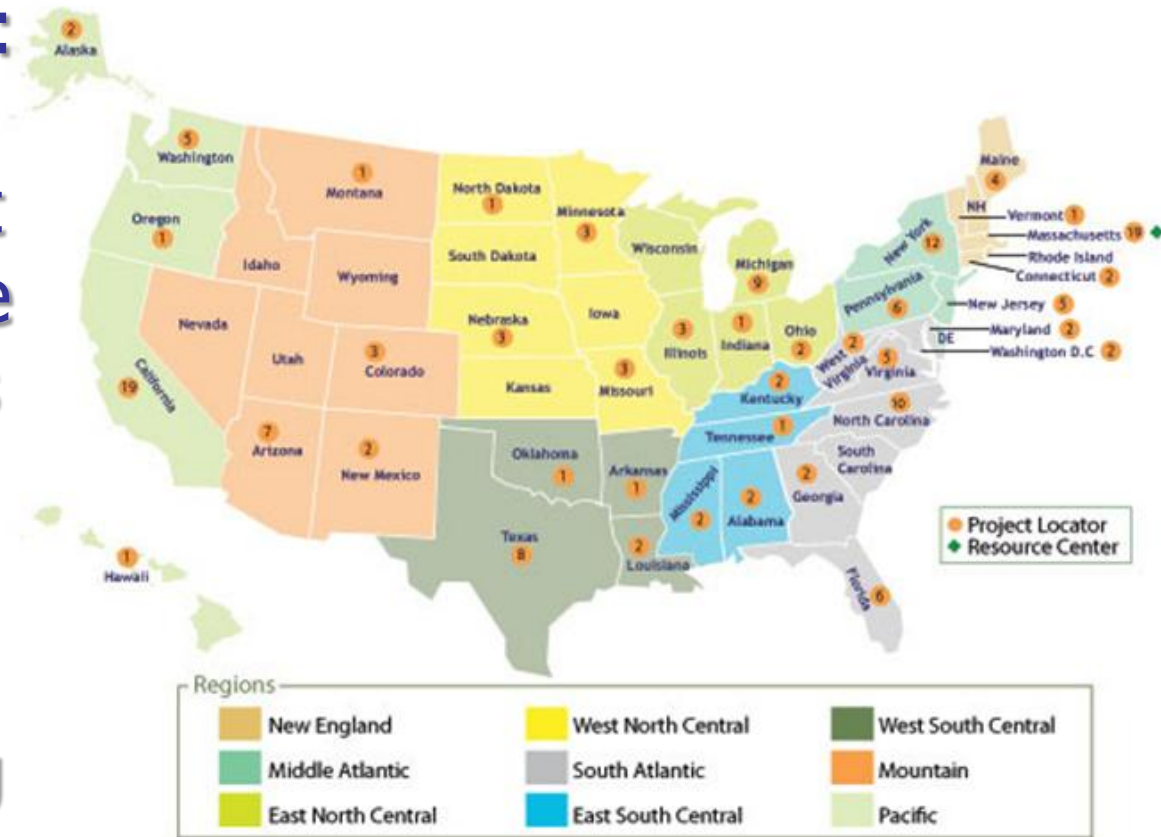 2
Alaska
5
Washington
Oregon
1
California
19
1
Hawaii
1
Montana
Idaho
Wyoming
Nevada
Utah
3
Colorado
7
Arizona
2
New Mexico
North Dakota
1
South Dakota
Nebraska
3
Kansas
Minnesota
3
Iowa
3
Missouri
Oklahoma
1
Texas
8
Arkansas
1
2
Louisiana
Wisconsin
Michigan
9
3
Illinois
1
Indiana
Ohio
2
2
Kentucky
Tennessee 1
Mississippi
2
2
Alabama
2
Georgia
Florida 6
South
Carolina
10
North Carolina
5
Virginia
2
West
Virginia
Pennsylvania
6
New York
12
Maine
4
NH
Vermont 1
Massachusetts 19
Rhode Island
Connecticut 2
New Jersey 5
Maryland 2
DE
Washington D.C 2
Project Locator
Resource Center
Regions
New England
West North Central
West South Central
Middle Atlantic
South Atlantic
Mountain
East North Central
East South Central
Pacific